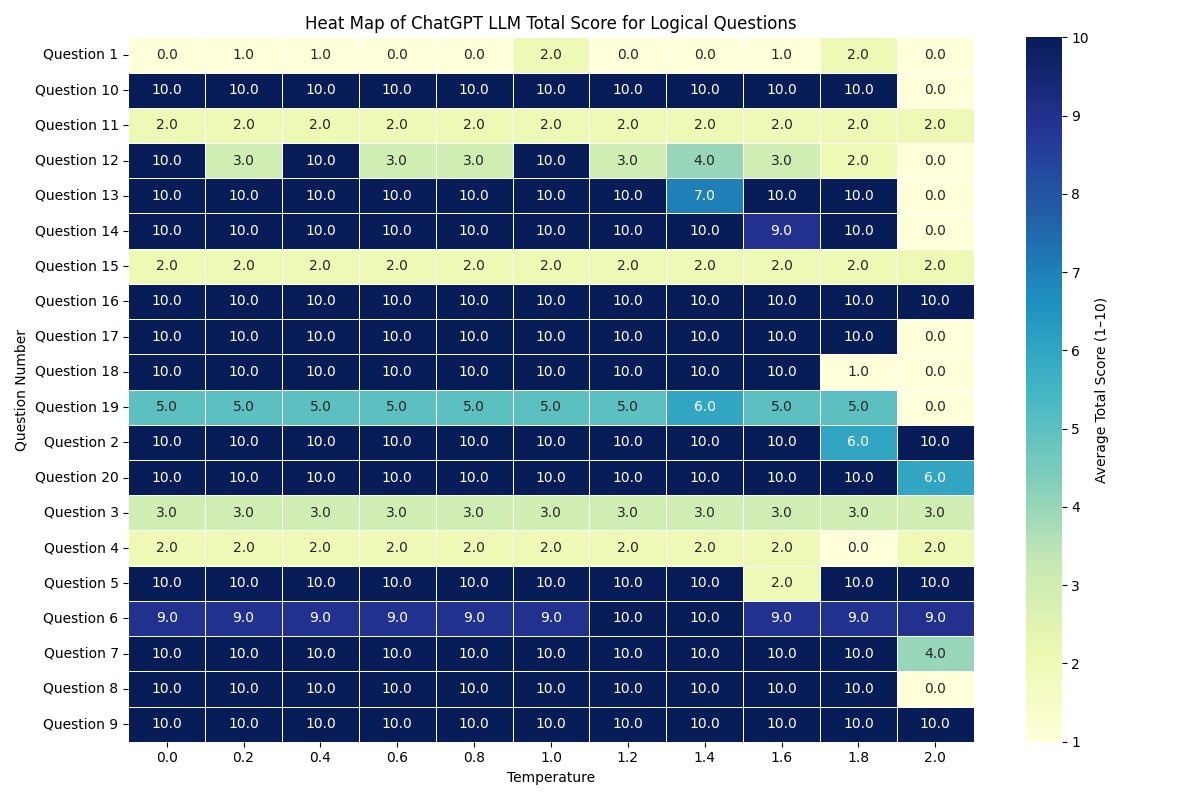 Heat Map of ChatGPT LLM Total Score for Logical Questions
Question 1 0.0 1.0 1.0 0.0 0.0 2.0 0.0 0.0 1.0 2.0 0.0
Question 10 10.0 10.0 10.0 10.0 10.0 10.0 10.0 10.0 10.0 10.0 0.0
Question 11 2.0 2.0 2.0 2.0 2.0 2.0 2.0 2.0 2.0 2.0 2.0
Question 12 10.0 3.0 10.0 3.0 3.0 10.0 3.0 4.0 3.0 2.0 0.0
Question 13 10.0 10.0 10.0 10.0 10.0 10.0 10.0 7.0 10.0 10.0 0.0
Question 14 10.0 10.0 10.0 10.0 10.0 10.0 10.0 10.0 9.0 10.0 0.0
Question 15 2.0 2.0 2.0 2.0 2.0 2.0 2.0 2.0 2.0 2.0 2.0
Question 16 10.0 10.0 10.0 10.0 10.0 10.0 10.0 10.0 10.0 10.0 10.0
Question 17 10.0 10.0 10.0 10.0 10.0 10.0 10.0 10.0 10.0 10.0 0.0
Question 18 10.0 10.0 10.0 10.0 10.0 10.0 10.0 10.0 10.0 1.0 0.0
Question 19 5.0 5.0 5.0 5.0 5.0 5.0 5.0 6.0 5.0 5.0 0.0
Question 2 10.0 10.0 10.0 10.0 10.0 10.0 10.0 10.0 10.0 6.0 10.0
Question 20 10.0 10.0 10.0 10.0 10.0 10.0 10.0 10.0 10.0 10.0 6.0
Question 3 3.0 3.0 3.0 3.0 3.0 3.0 3.0 3.0 3.0 3.0 3.0
Question 4 2.0 2.0 2.0 2.0 2.0 2.0 2.0 2.0 2.0 0.0 2.0
Question 5 10.0 10.0 10.0 10.0 10.0 10.0 10.0 10.0 2.0 10.0 10.0
Question 6 9.0 9.0 9.0 9.0 9.0 9.0 10.0 10.0 9.0 9.0 9.0
Question 7 10.0 10.0 10.0 10.0 10.0 10.0 10.0 10.0 10.0 10.0 4.0
Question 8 10.0 10.0 10.0 10.0 10.0 10.0 10.0 10.0 10.0 10.0 0.0
Question 9 10.0 10.0 10.0 10.0 10.0 10.0 10.0 10.0 10.0 10.0 10.0
0.0 0.2 0.4 0.6 0.8 1.0 1.2 1.4 1.6 1.8 2.0
Temperature
Question Number
10
9
8
7
6
5
4
3
2
1
Average Total Score (1–10)